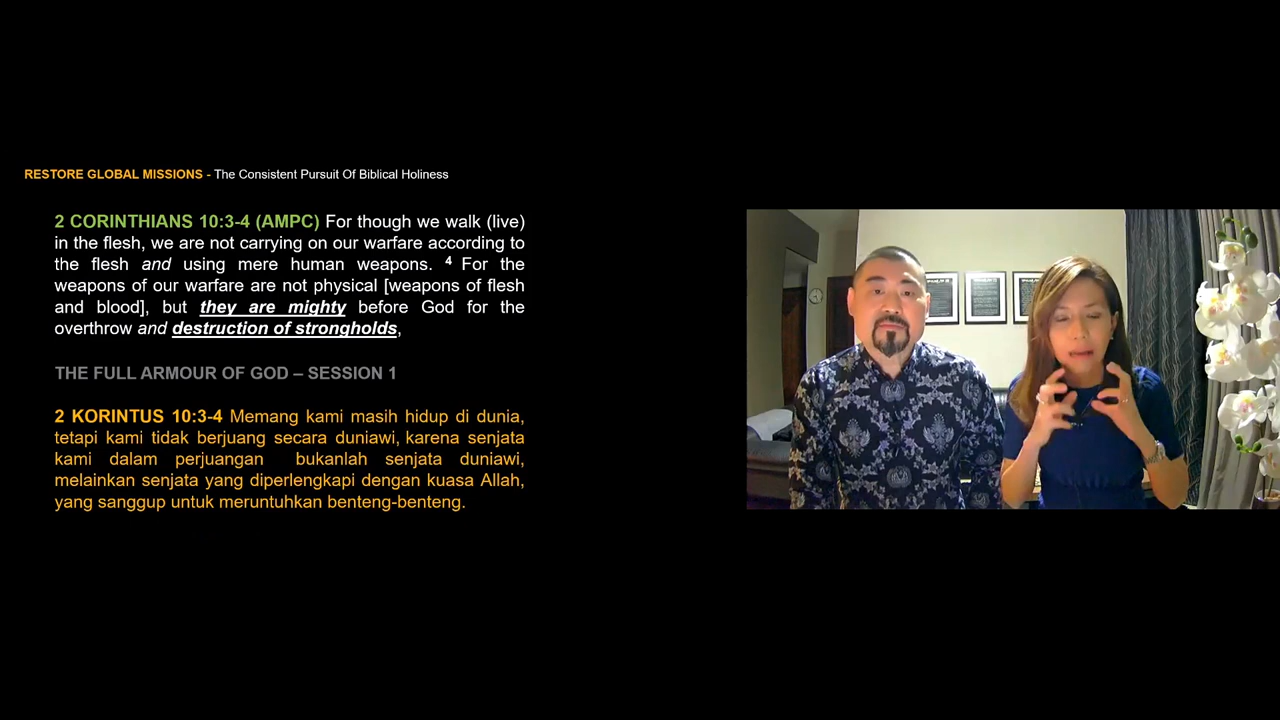 RESTORE GLOBAL MISSIONS - The Consistent Pursuit Of Biblical Holiness
2 CORINTHIANS 10:3-4 (AMPC) For though we walk (live)
in the flesh, we are not carrying on our warfare according to
the flesh and using mere human weapons. 4 For the
weapons of our warfare are not physical [weapons of flesh
and blood], but they are mighty before God for the
overthrow and destruction of strongholds,
THE FULL ARMOUR OF GOD – SESSION 1
2 KORINTUS 10:3-4 Memang kami masih hidup di dunia,
tetapi kami tidak berjuang secara duniawi, karena senjata
kami dalam perjuangan bukanlah senjata duniawi,
melainkan senjata yang diperlengkapi dengan kuasa Allah,
yang sanggup untuk meruntuhkan benteng-benteng.